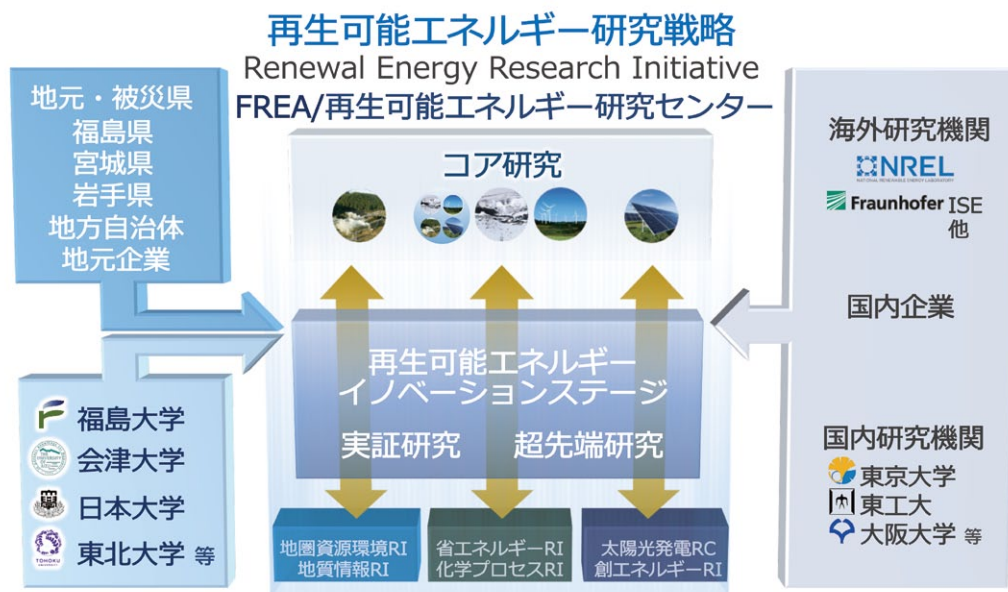 再生可能エネルギー研究戦略
Renewal Energy Research Initiative
FREA/再生可能エネルギー研究センター
地元・被災県
福島県
宮城県
岩手県
地方自治体
地元企業
福島大学
会津大学
日本大学
東北大学 等
TOHOKU
コア研究
再生可能エネルギー
イノベーションステージ
実証研究 超先端研究
地圏資源環境RI
地質情報RI
省エネルギーRI
化学プロセスRI
太陽光発電RC
創エネルギーRI
海外研究機関
NREL
NATIONAL RENEWABLE ENERGY LABORATORY
Fraunhofer ISE
他
国内企業
国内研究機関
東京大学
東工大
大阪大学 等